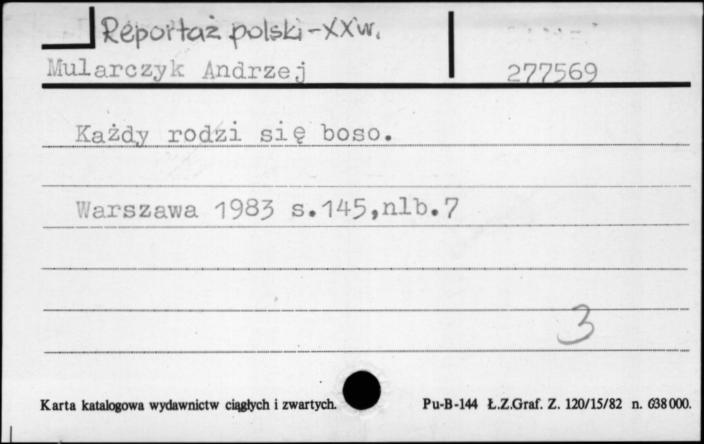 Reportaż polski-XXw.
Mularczyk Andrzej 277569
Każdy rodzi się boso.
Warszawa 1983 s.145,nlb.7
3
Karta katalogowa wydawnictw ciągłych i zwartych. Pu-B-144 Ł.Z.Graf. Z. 120/15/82 n. 638000.